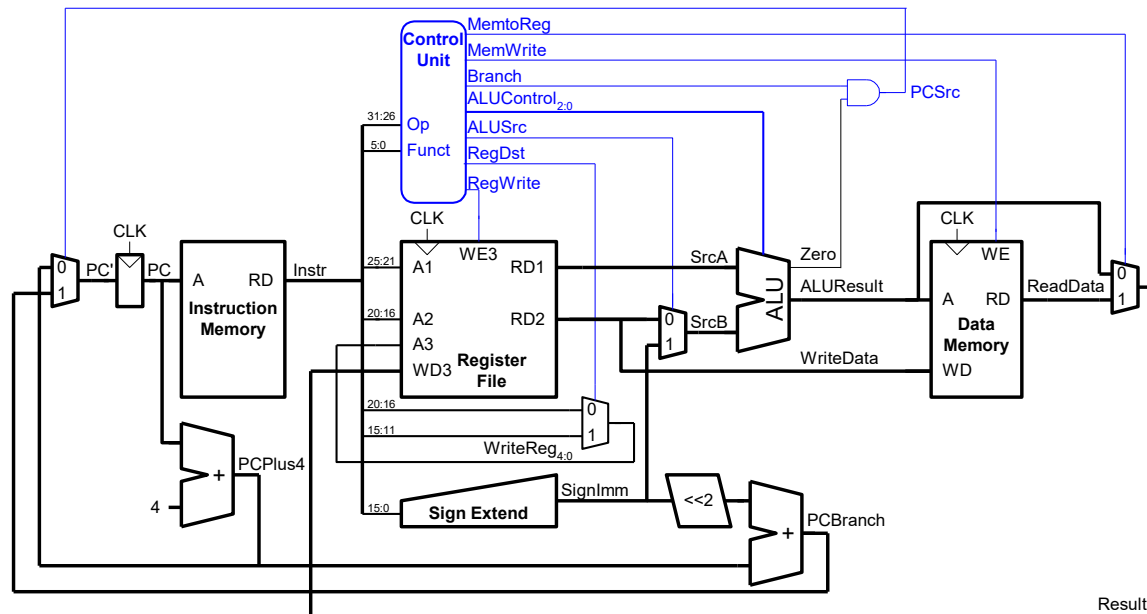 MemtoReg
Control
Unit
MemWrite
Branch
PCSrc
ALUControl2:0
31:26
Op
ALUSrc
5:0
Funct
RegDst
RegWrite
CLK
CLK
CLK
0
1
PC'
PC
A
RD
Instr
Instruction
Memory
25:21
A1
WE3
RD1
SrcA
Zero
WE
0
1
20:16
A2
RD2
0
1
SrcB
ALU
ALUResult
A
RD
ReadData
Data
Memory
A3
WD3
Register
File
WriteData
WD
20:16
0
15:11
1
WriteReg4:0
PCPlus4
+
4
SignImm
15:0
Sign Extend
<<2
+
PCBranch
Result